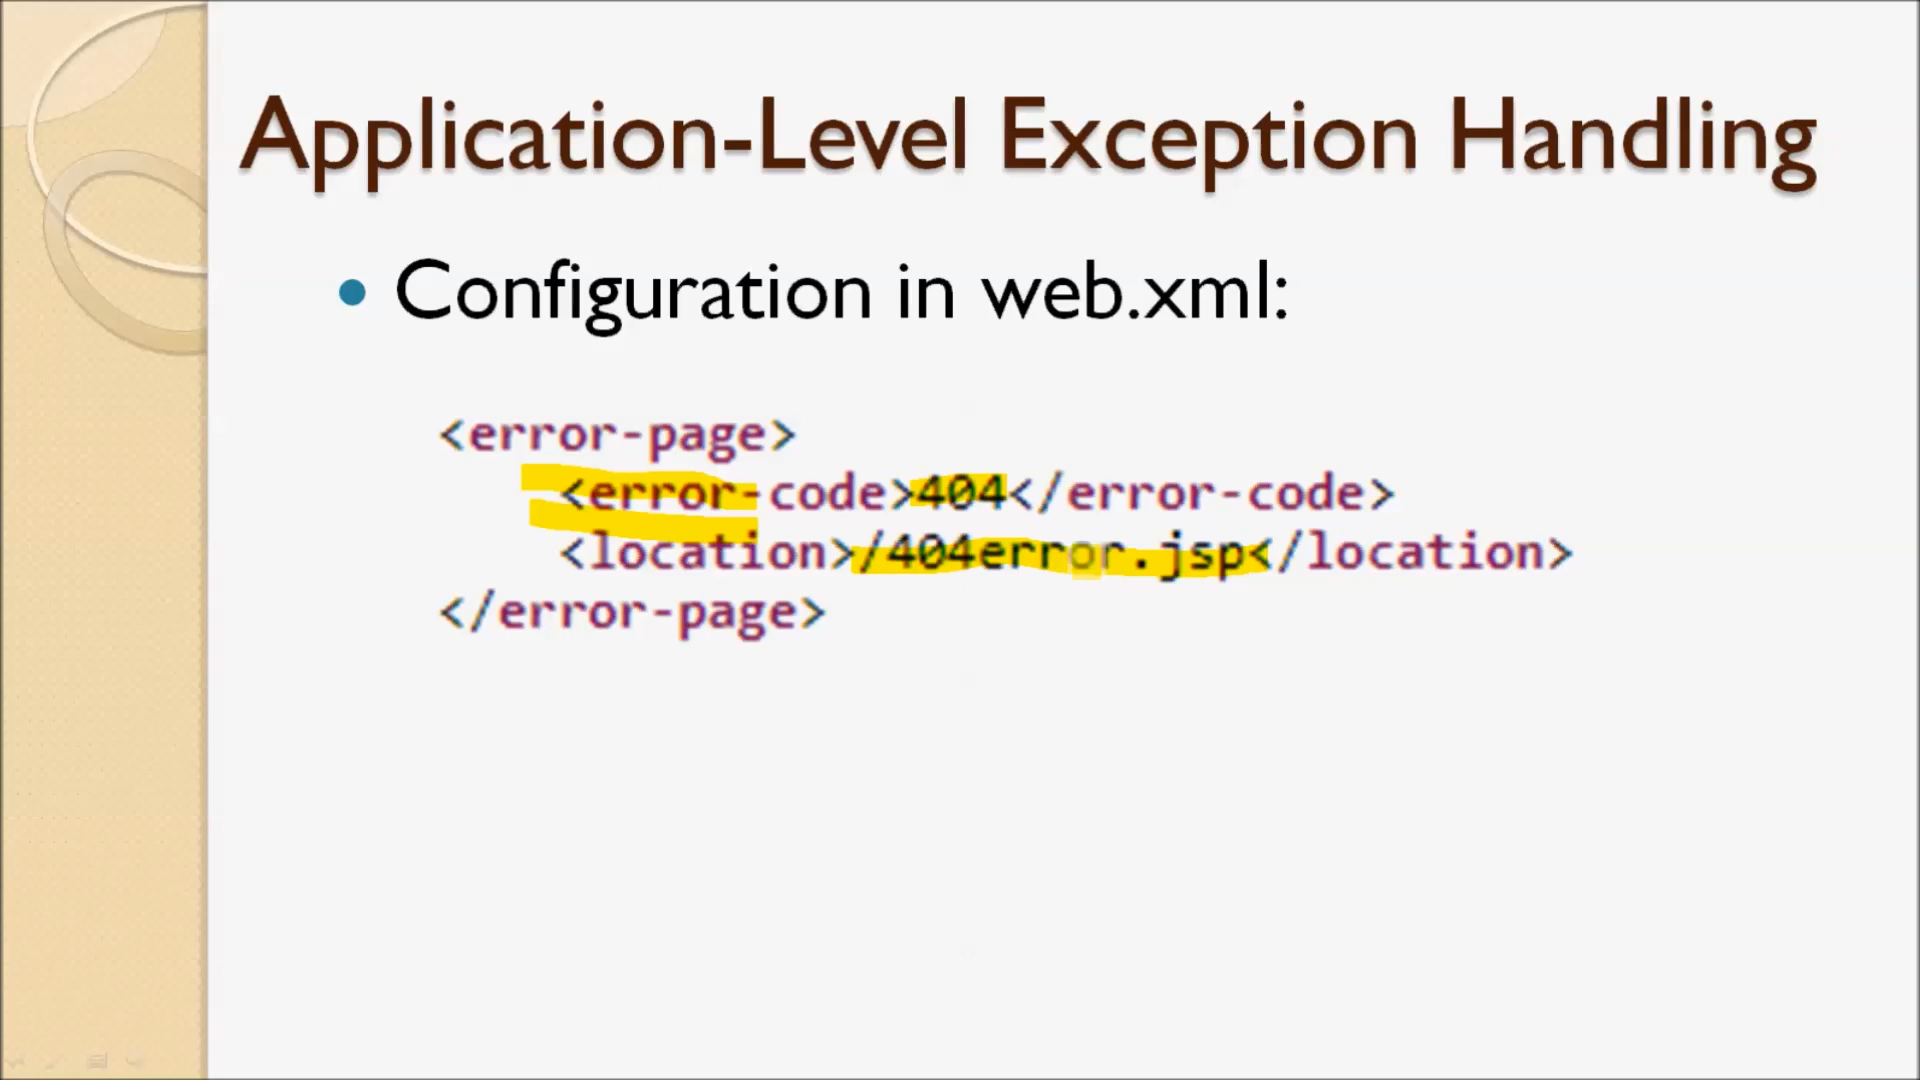 Application-Level Exception Handling
• Configuration in web.xml:
<error-page>
<error-code>404</error-code>
<location>/404error.jsp</location>
</error-page>